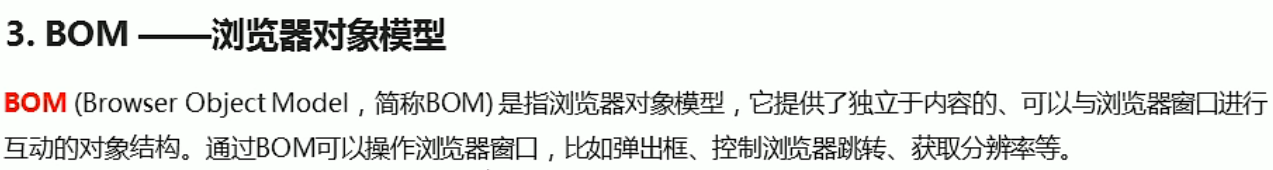 3. BOM ——浏览器对象模型
BOM (Browser Object Model，简称BOM) 是指浏览器对象模型，它提供了独立于内容的、可以与浏览器窗口进行
互动的对象结构。通过BOM可以操作浏览器窗口，比如弹出框、控制浏览器跳转、获取分辨率等。